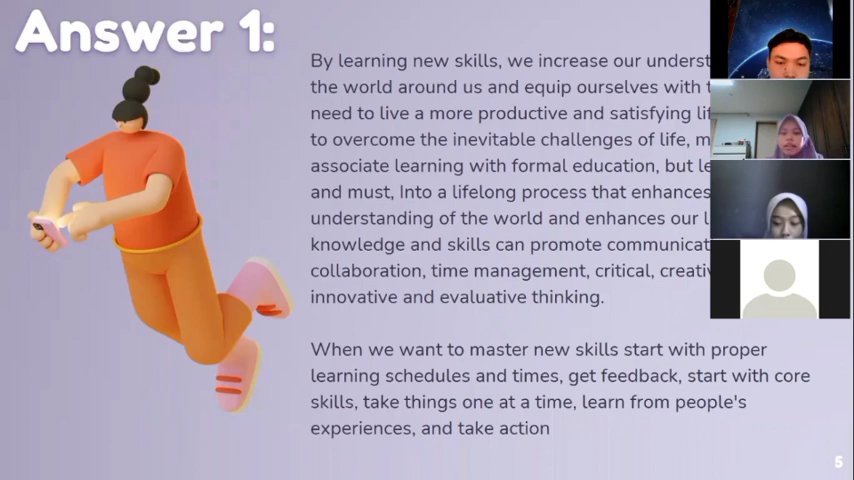 Answer 1:
By learning new skills, we increase our
the world around us and equip ourselves with
need to live a more productive and satisfying
to overcome the inevitable challenges of life,
associate learning with formal education, but
and must, Into a lifelong process that enhances
understanding of the world and enhances our
knowledge and skills can promote
collaboration, time management, critical,
innovative and evaluative thinking.
When we want to master new skills start with proper
learning schedules and times, get feedback, start with core
skills, take things one at a time, learn from people's
experiences, and take action
5